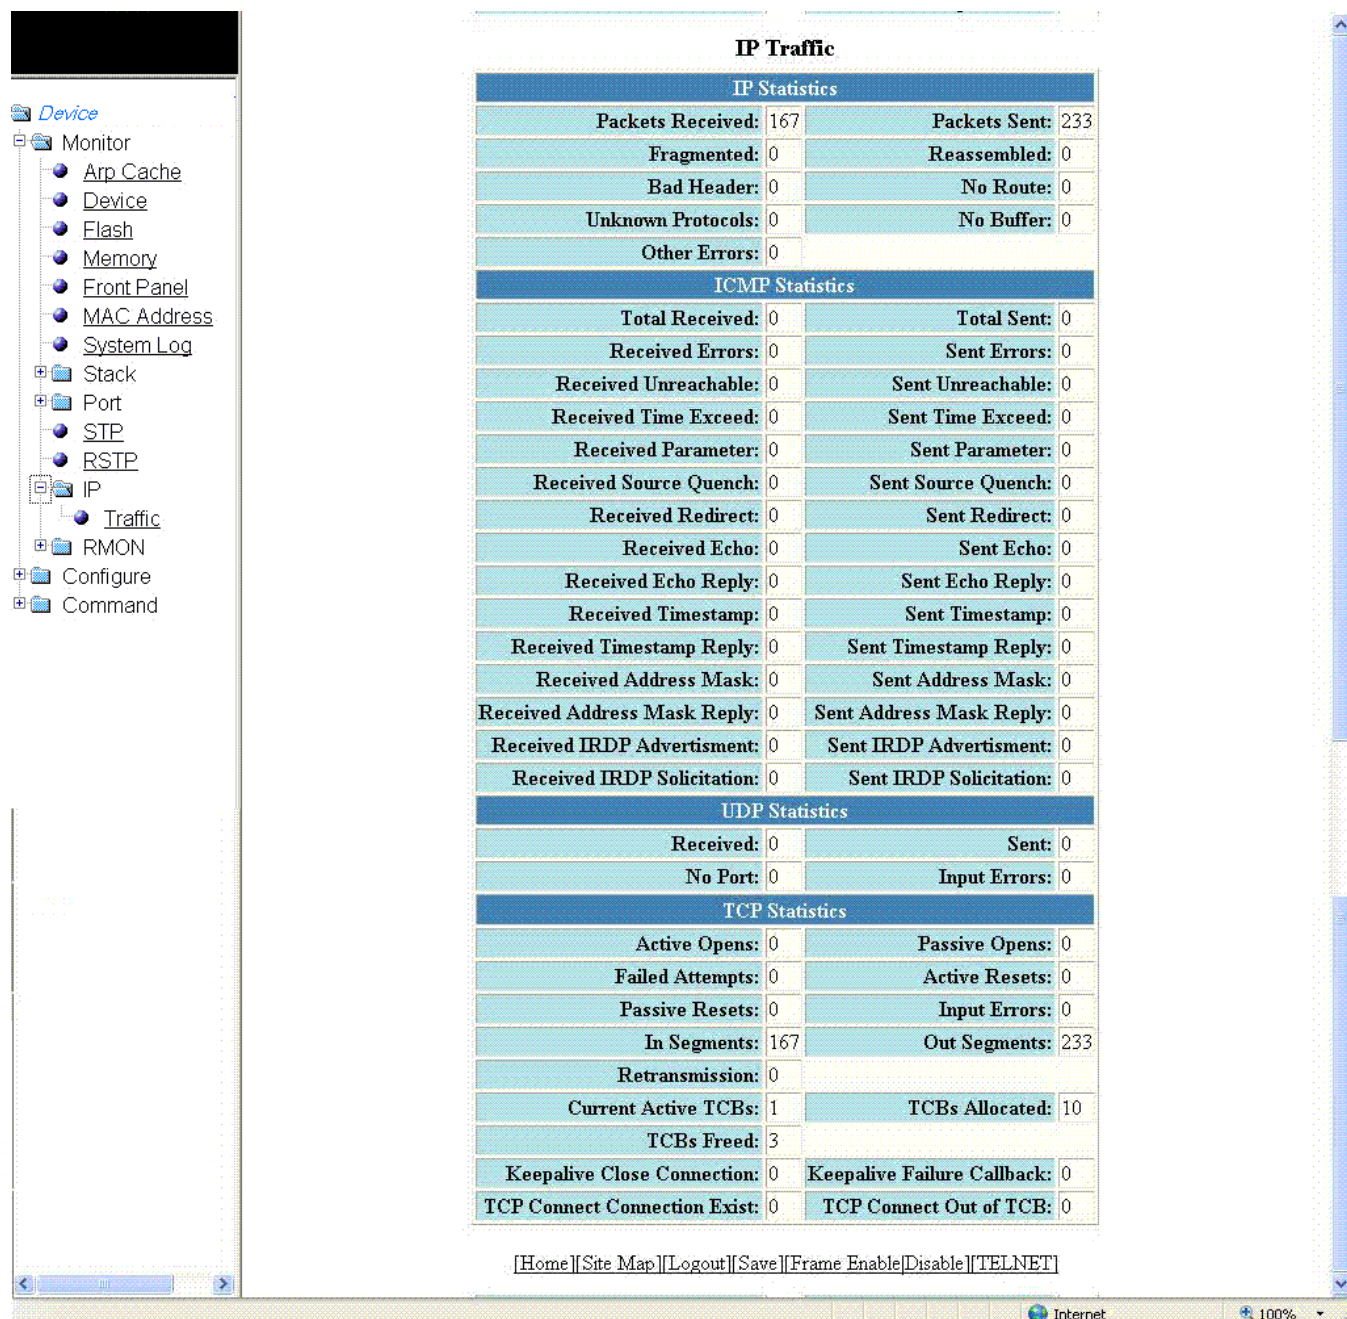 Device
Monitor
Arp Cache
Device
Flash
Memory
Front Panel
MAC Address
System Log
Stack
Port
STP
RSTP
IP
Traffic
RMON
Configure
Command
IP Traffic
IP Statistics
Packets Received: 167 Packets Sent: 233
Fragmented: 0 Reassembled: 0
Bad Header: 0 No Route: 0
Unknown Protocols: 0 No Buffer: 0
Other Errors: 0
ICMP Statistics
Total Received: 0 Total Sent: 0
Received Errors: 0 Sent Errors: 0
Received Unreachable: 0 Sent Unreachable: 0
Received Time Exceed: 0 Sent Time Exceed: 0
Received Parameter: 0 Sent Parameter: 0
Received Source Quench: 0 Sent Source Quench: 0
Received Redirect: 0 Sent Redirect: 0
Received Echo: 0 Sent Echo: 0
Received Echo Reply: 0 Sent Echo Reply: 0
Received Timestamp: 0 Sent Timestamp: 0
Received Timestamp Reply: 0 Sent Timestamp Reply: 0
Received Address Mask: 0 Sent Address Mask: 0
Received Address Mask Reply: 0 Sent Address Mask Reply: 0
Received IRDP Advertisment: 0 Sent IRDP Advertisment: 0
Received IRDP Solicitation: 0 Sent IRDP Solicitation: 0
UDP Statistics
Received: 0 Sent: 0
No Port: 0 Input Errors: 0
TCP Statistics
Active Opens: 0 Passive Opens: 0
Failed Attempts: 0 Active Resets: 0
Passive Resets: 0 Input Errors: 0
In Segments: 167 Out Segments: 233
Retransmission: 0
Current Active TCBs: 1 TCBs Allocated: 10
TCBs Freed: 3
Keepalive Close Connection: 0 Keepalive Failure Callback: 0
TCP Connect Connection Exist: 0 TCP Connect Out of TCB: 0
[Home][Site Map][Logout][Save][Frame Enable|Disable][TELNET]
Internet 100%